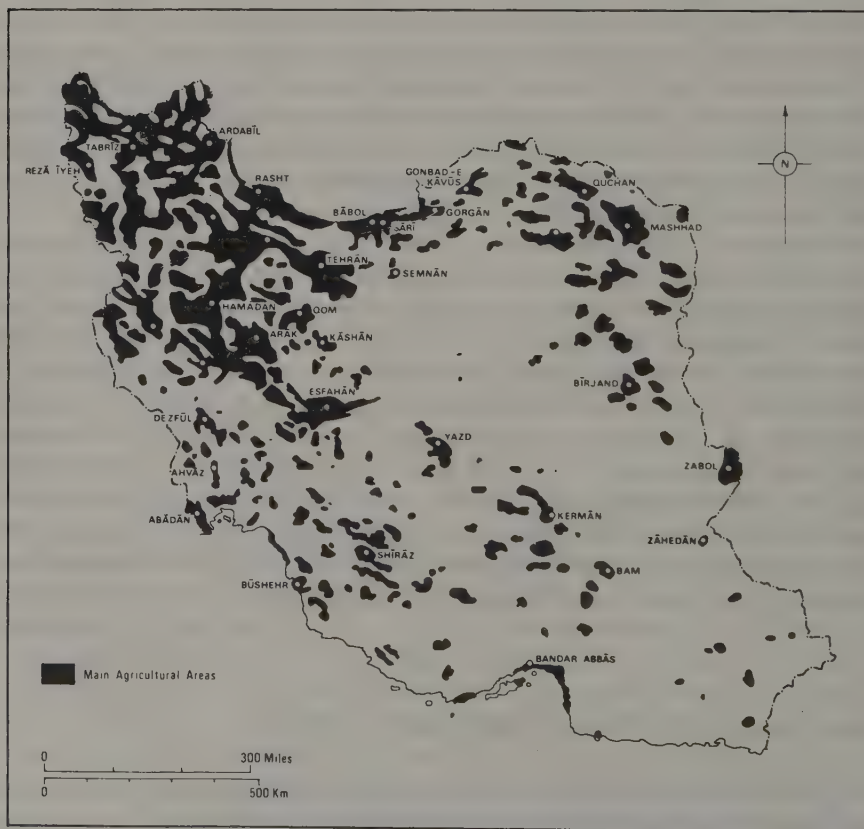 ARDABĪL
TABRĪZ
REZĀ ĪYEH
RASHT
GONBAD-E
KĀVŪS
QUCHAN
BĀBOL
SĀRĪ
GORGĀN
MASHHAD
N
TEHRĀN
SEMNĀN
HAMADĀN
QOM
ARĀK
KĀSHĀN
BĪRJAND
ESFAHĀN
DEZFŪL
YAZD
AHVĀZ
ZABOL
ABĀDĀN
KERMĀN
ZĀHEDĀN
SHĪRĀZ
BAM
BŪSHEHR
BANDAR ABBĀS
Main Agricultural Areas
0 300 Miles
0 500 Km